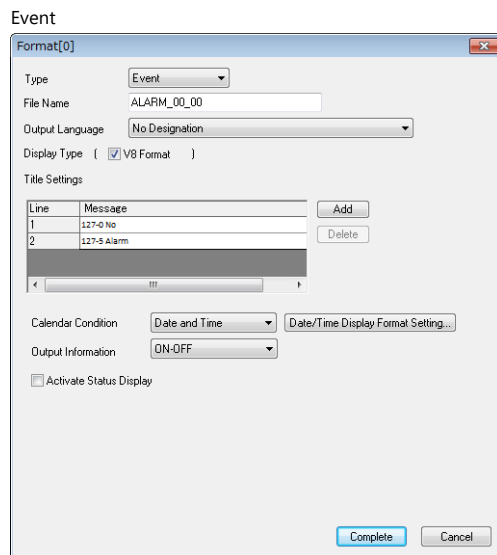 Event
Format[0]
Type Event
File Name ALARM_00_00
Output Language No Designation
Display Type ( V8 Format )
Title Settings
Line Message Add
1 127-0 No
2 127-5 Alarm Delete
Calendar Condition Date and Time Date/Time Display Format Setting...
Output Information ON-OFF
Activate Status Display
Complete Cancel